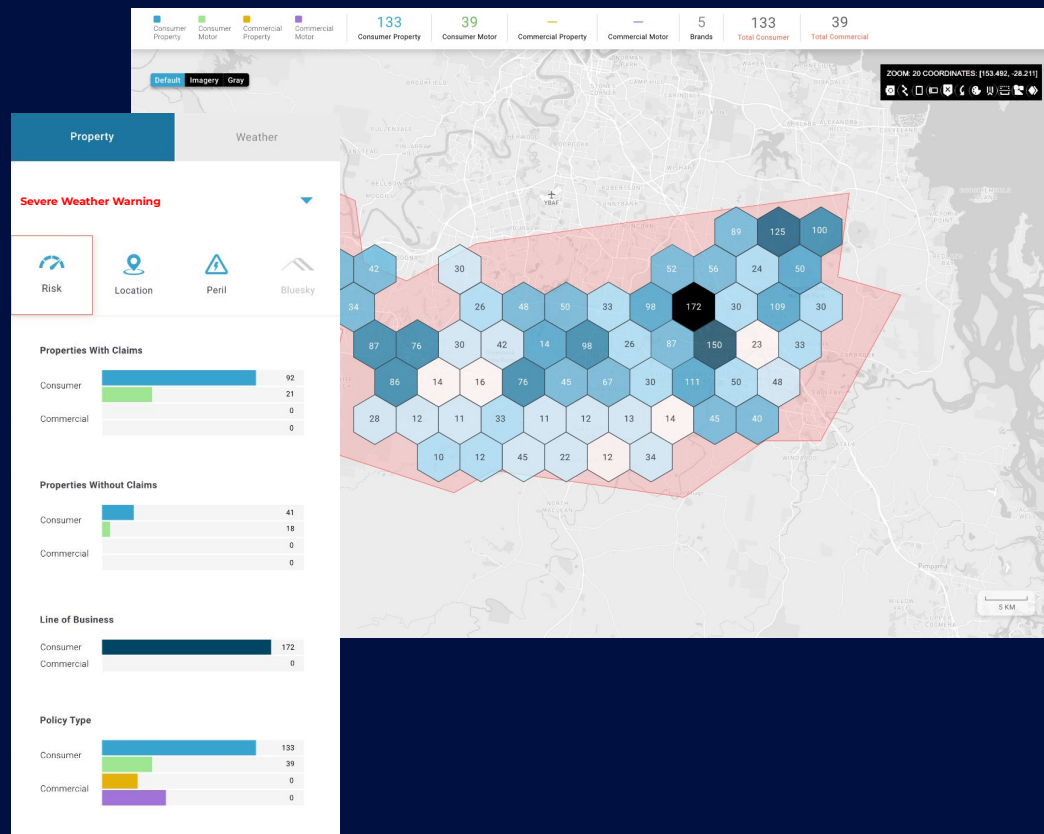 Consumer Property
Consumer Motor
Commercial Property
Commercial Motor
133
Consumer Property
39
Consumer Motor
—
Commercial Property
—
Commercial Motor
5
Brands
133
Total Consumer
39
Total Commercial
Default Imagery Gray
ZOOM: 20 COORDINATES: [153.492, -28.211]
Property
Weather
Severe Weather Warning
Risk
Location
Peril
Bluesky
Properties With Claims
Consumer
92
21
Commercial
0
0
Properties Without Claims
Consumer
41
18
Commercial
0
0
Line of Business
Consumer 172
Commercial 0
Policy Type
Consumer
133
39
Commercial
0
0
YBAF
89 125 100
42 30 52 56 24 50
34 26 48 50 33 98 172 30 109 30
87 76 30 42 14 98 26 87 150 23 33
86 14 16 76 45 67 30 111 50 48
28 12 11 33 11 12 13 14 45 40
10 12 45 22 12 34
NORTH
MACLEAN
Pimpama
5 KM